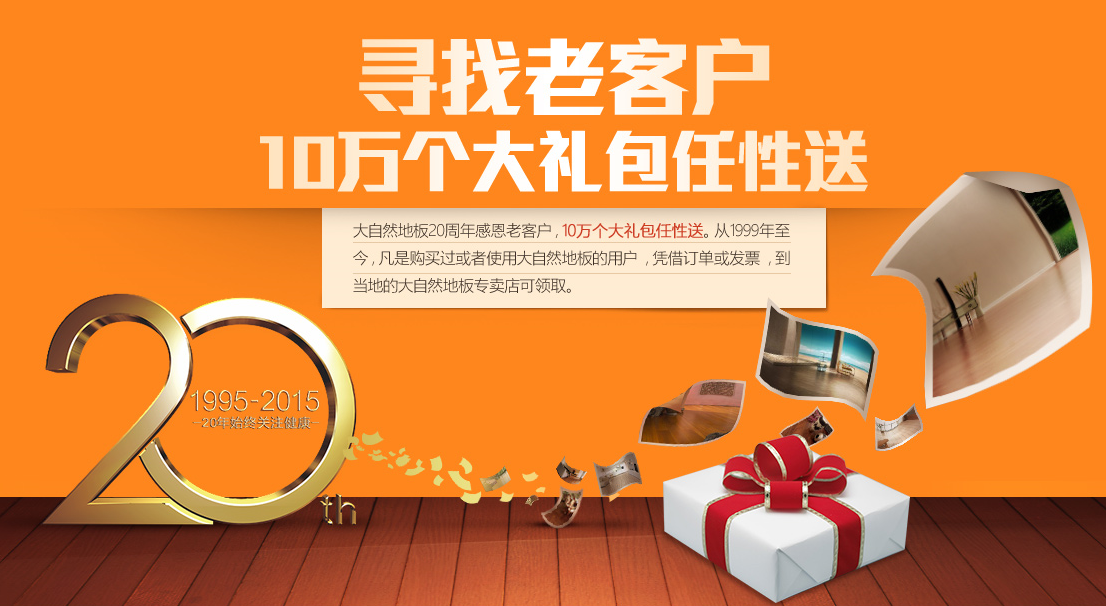 寻找老客户
10万个大礼包任性送
大自然地板20周年感恩老客户，10万个大礼包任性送。从1999年至
今，凡是购买过或者使用大自然地板的用户，凭借订单或发票，到
当地的大自然地板专卖店可领取。
20
1995-2015
—20年始终关注健康—
th